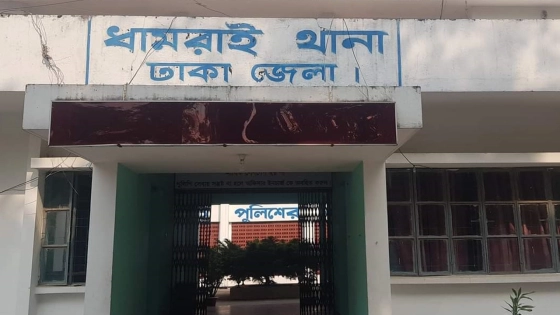 ধামরাই থানা
ঢাকা জেলা।
পুলিশের